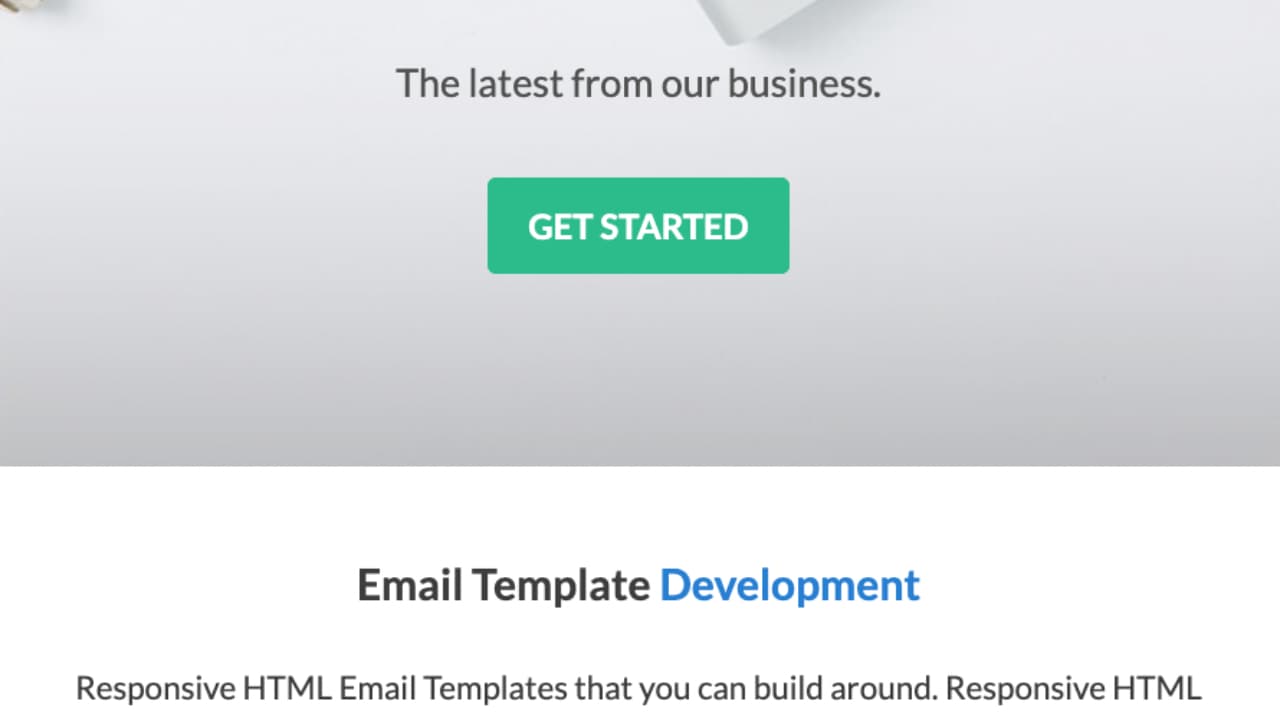 The latest from our business.
GET STARTED
Email Template Development
Responsive HTML Email Templates that you can build around. Responsive HTML